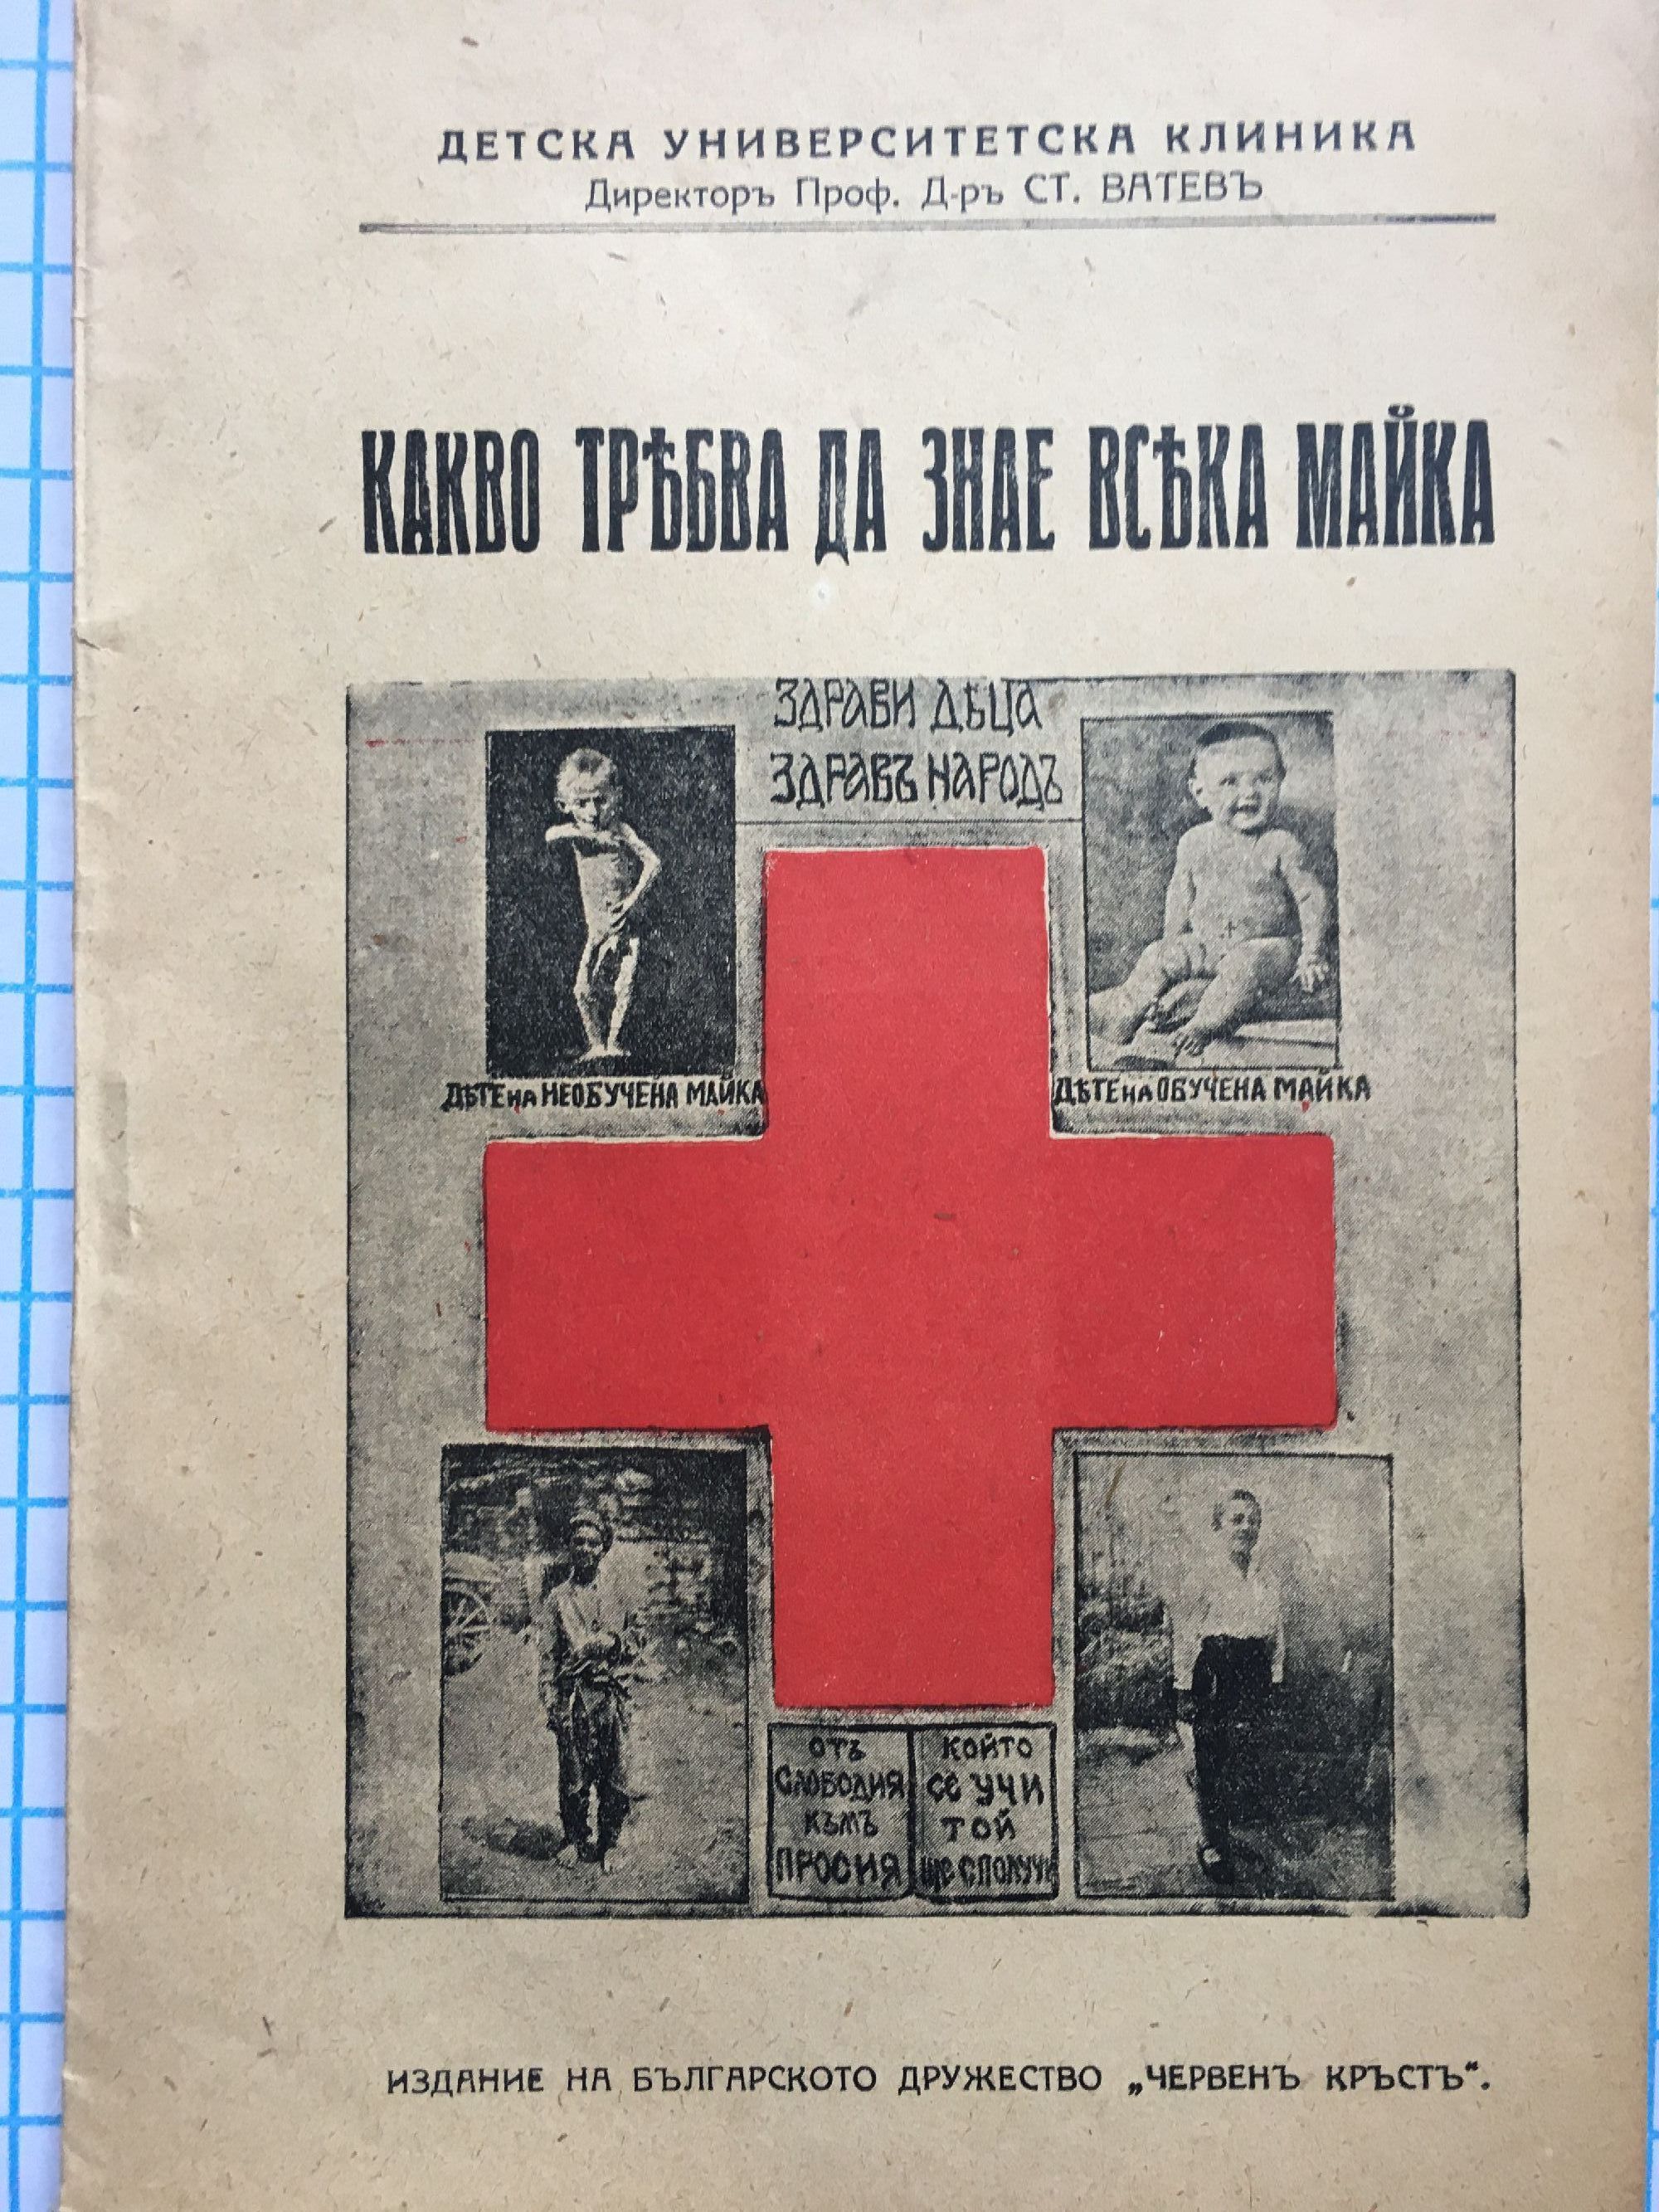 ДЕТСКА УНИВЕРСИТЕТСКА КЛИНИКА
Директоръ Проф. Д-ръ СТ. ВАТЕВЪ
КАКВО ТРѢБВА ДА ЗНАЕ ВСѢКА МАЙКА
ЗДРАВИ ДѢЦА
ЗДРАВЪ НАРОДЪ
ДѢТЕ НА НЕОБУЧЕНА МАЙКА
ДѢТЕ НА ОБУЧЕНА МАЙКА
ОТЪ
СЛОБОДИЯ
КЪМЪ
ПРОСИЯ
КОЙТО
СЕ УЧИ
ТОЙ
ЩЕ СПОЛУЧИ
ИЗДАНИЕ НА БЪЛГАРСКОТО ДРУЖЕСТВО „ЧЕРВЕНЪ КРЪСТЪ“.